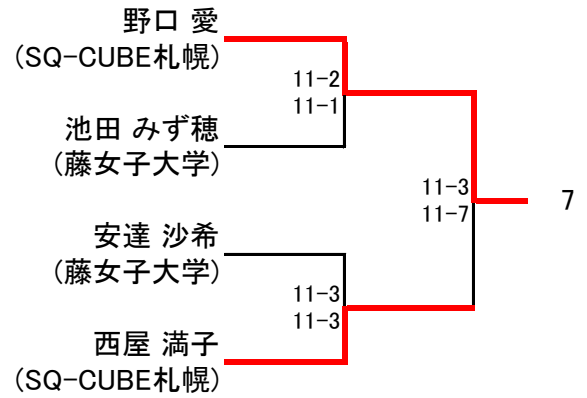 野口 愛
(SQ-CUBE札幌)
11-2
11-1
池田 みず穂
(藤女子大学)
11-3
11-7
7
安達 沙希
(藤女子大学)
11-3
11-3
西屋 満子
(SQ-CUBE札幌)